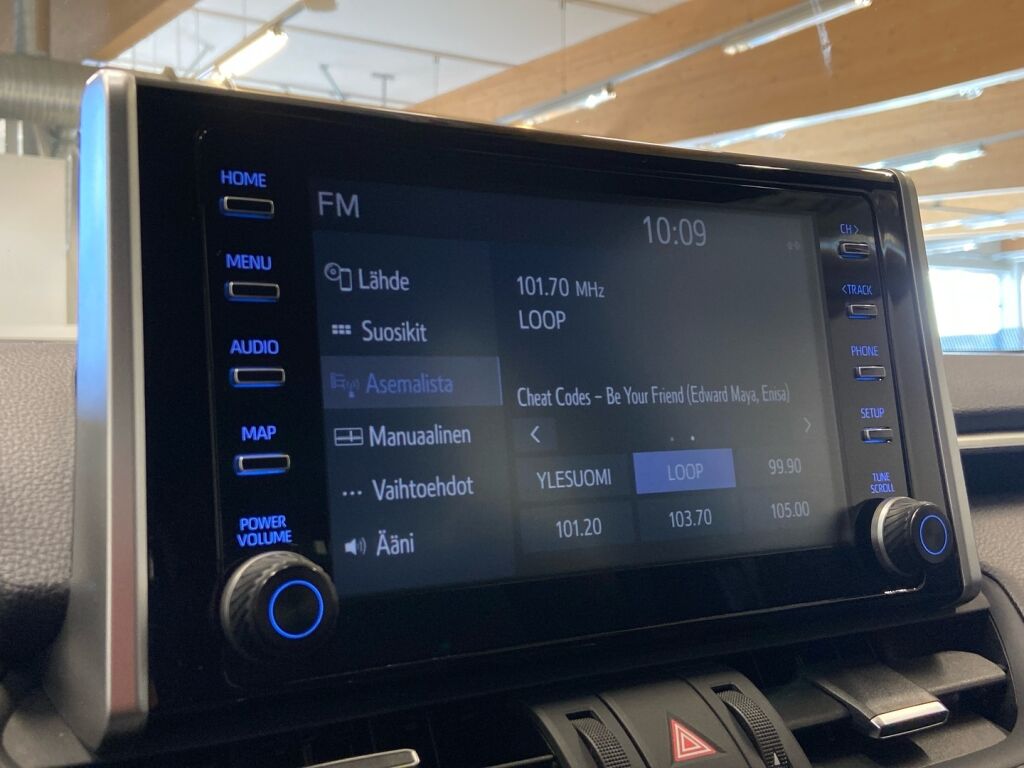 HOME
MENU
AUDIO
MAP
POWER
VOLUME
FM
10:09
Lähde
Suosikit
Asemalista
Manuaalinen
... Vaihtoehdot
Ääni
101.70 MHz
LOOP
Cheat Codes – Be Your Friend (Edward Maya, Enisa)
< >
YLESUOMI LOOP 99.90
101.20 103.70 105.00
CH >
< TRACK
PHONE
SETUP
TUNE
SCROLL